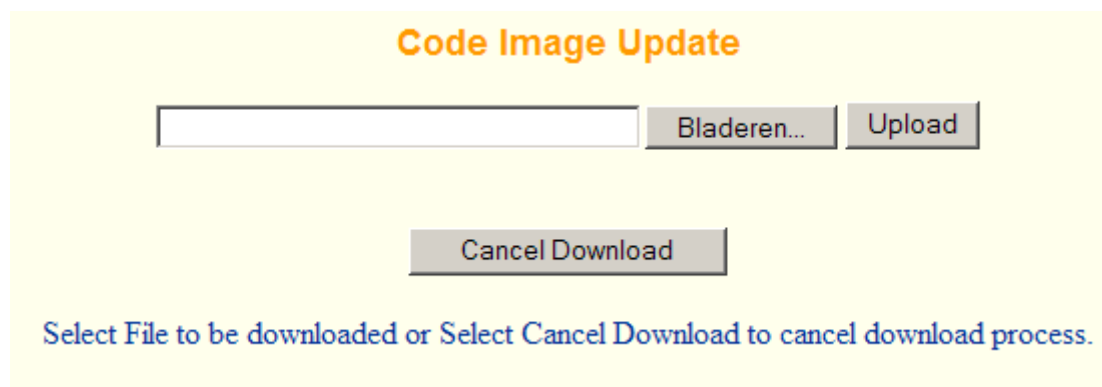 Code Image Update
Bladeren... Upload
Cancel Download
Select File to be downloaded or Select Cancel Download to cancel download process.